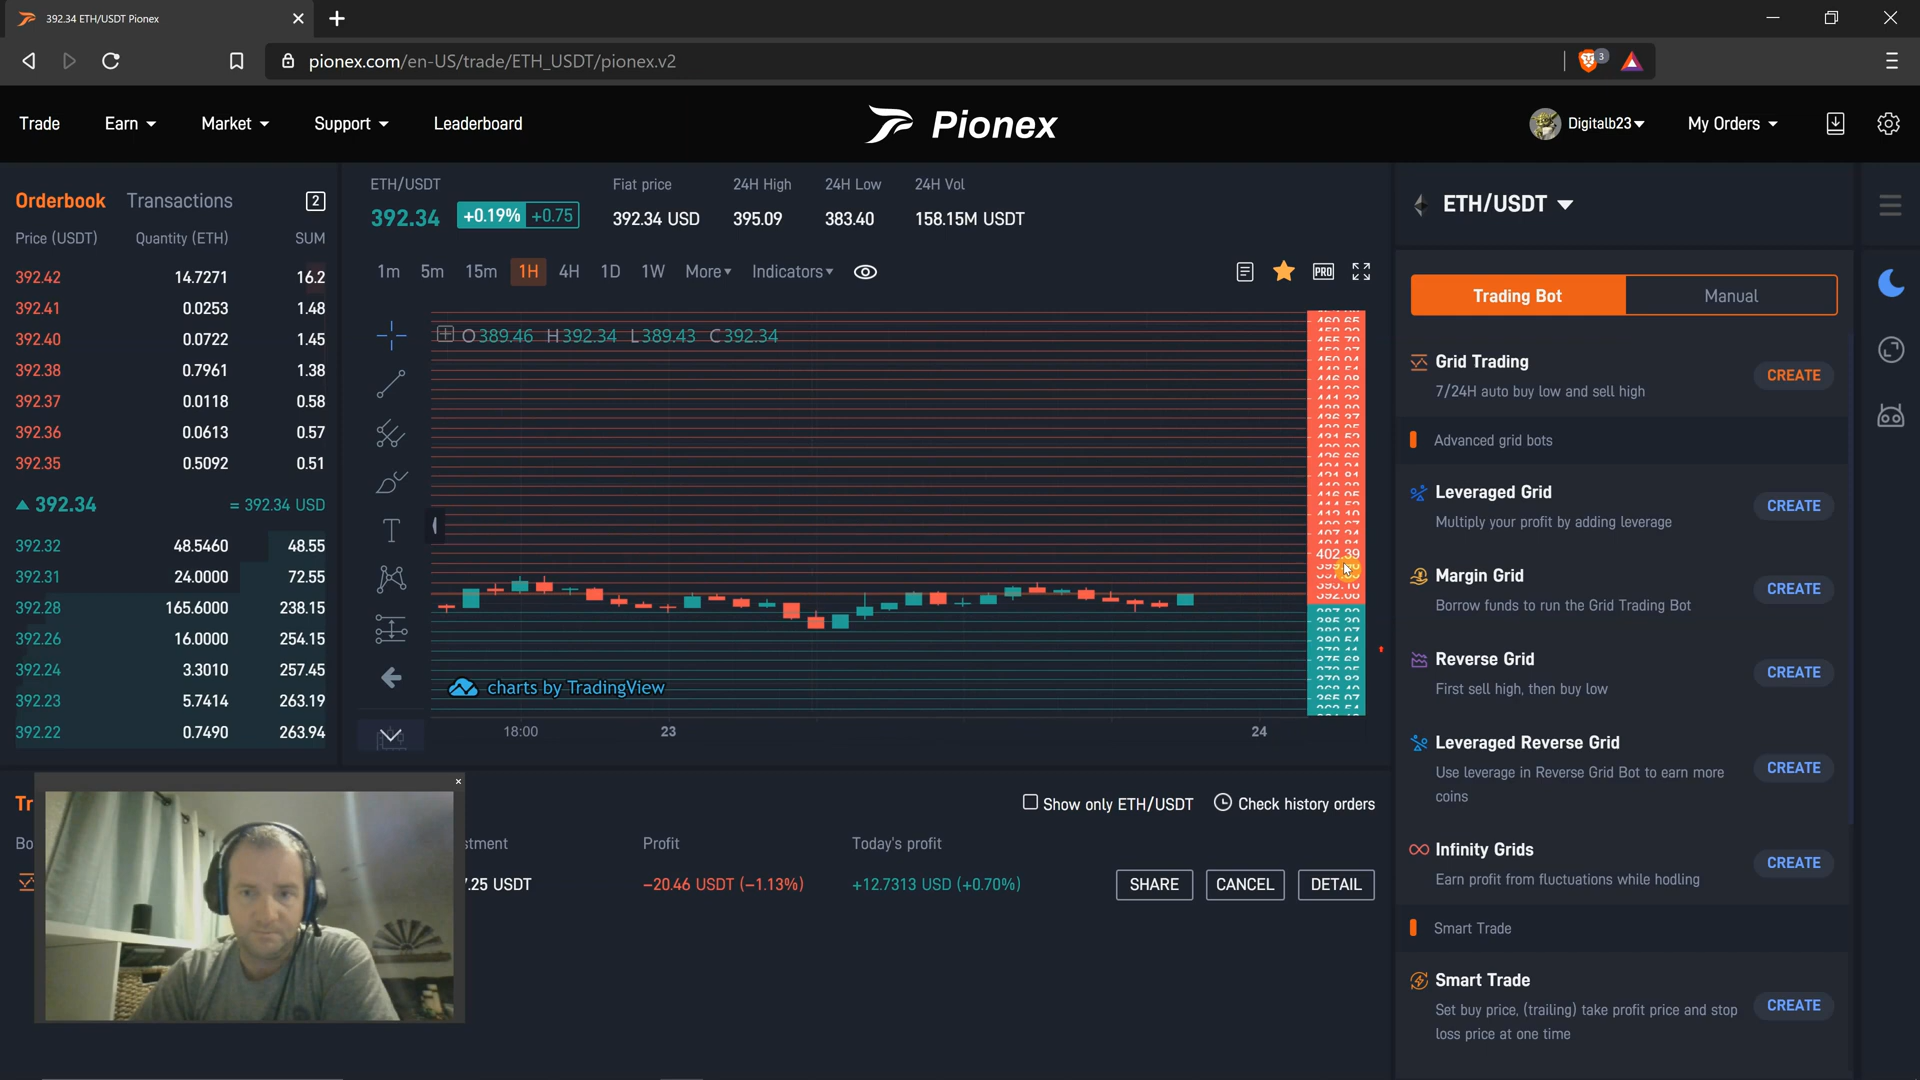 392.34 ETH/USDT Pionex
pionex.com/en-US/trade/ETH_USDT/pionex.v2
3
Trade
Earn
Market
Support
Leaderboard
Pionex
Digitalb23
My Orders
Orderbook
Transactions
2
Price (USDT)
Quantity (ETH)
SUM
392.42 14.7271 16.2
392.41 0.0253 1.48
392.40 0.0722 1.45
392.38 0.7961 1.38
392.37 0.0118 0.58
392.36 0.0613 0.57
392.35 0.5092 0.51
392.34 = 392.34 USD
392.32 48.5460 48.55
392.31 24.0000 72.55
392.28 165.6000 238.15
392.26 16.0000 254.15
392.24 3.3010 257.45
392.23 5.7414 263.19
392.22 0.7490 263.94
ETH/USDT
392.34
+0.19% +0.75
Fiat price
392.34 USD
24H High
395.09
24H Low
383.40
24H Vol
158.15M USDT
1m 5m 15m 1H 4H 1D 1W More Indicators
PRO
O389.46 H392.34 L389.43 C392.34
402.39
charts by TradingView
18:00 23 24
ETH/USDT
Trading Bot
Manual
Grid Trading
7/24H auto buy low and sell high
CREATE
Advanced grid bots
Leveraged Grid
Multiply your profit by adding leverage
CREATE
Margin Grid
Borrow funds to run the Grid Trading Bot
CREATE
Reverse Grid
First sell high, then buy low
CREATE
Leveraged Reverse Grid
Use leverage in Reverse Grid Bot to earn more
coins
CREATE
Infinity Grids
Earn profit from fluctuations while hodling
CREATE
Smart Trade
Smart Trade
Set buy price, (trailing) take profit price and stop
loss price at one time
CREATE
Tr
Show only ETH/USDT
Check history orders
Bo
stment
Profit
Today's profit
7.25 USDT
-20.46 USDT (-1.13%)
+12.7313 USD (+0.70%)
SHARE
CANCEL
DETAIL